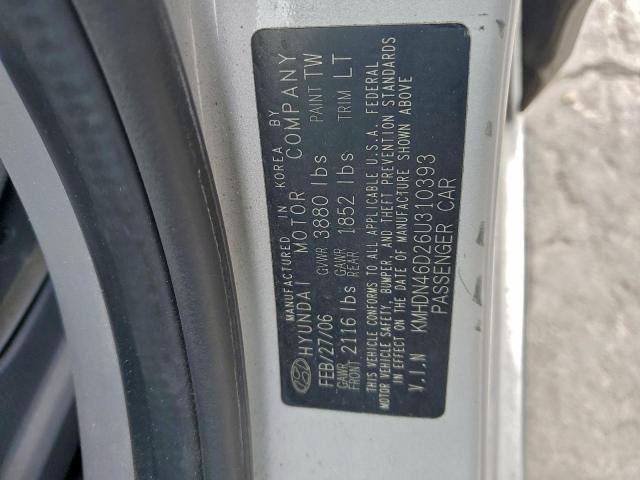 MANUFACTURED IN KOREA BY
HYUNDAI MOTOR COMPANY
FEB/27/06 GVWR 3880 lbs PAINT TW
GAWR FRONT 2116 lbs GAWR REAR 1852 lbs TRIM LT
THIS VEHICLE CONFORMS TO ALL APPLICABLE U.S.A. FEDERAL
MOTOR VEHICLE SAFETY, BUMPER, AND THEFT PREVENTION STANDARDS
IN EFFECT ON THE DATE OF MANUFACTURE SHOWN ABOVE
V.I.N KMHDN46D26U310393
PASSENGER CAR